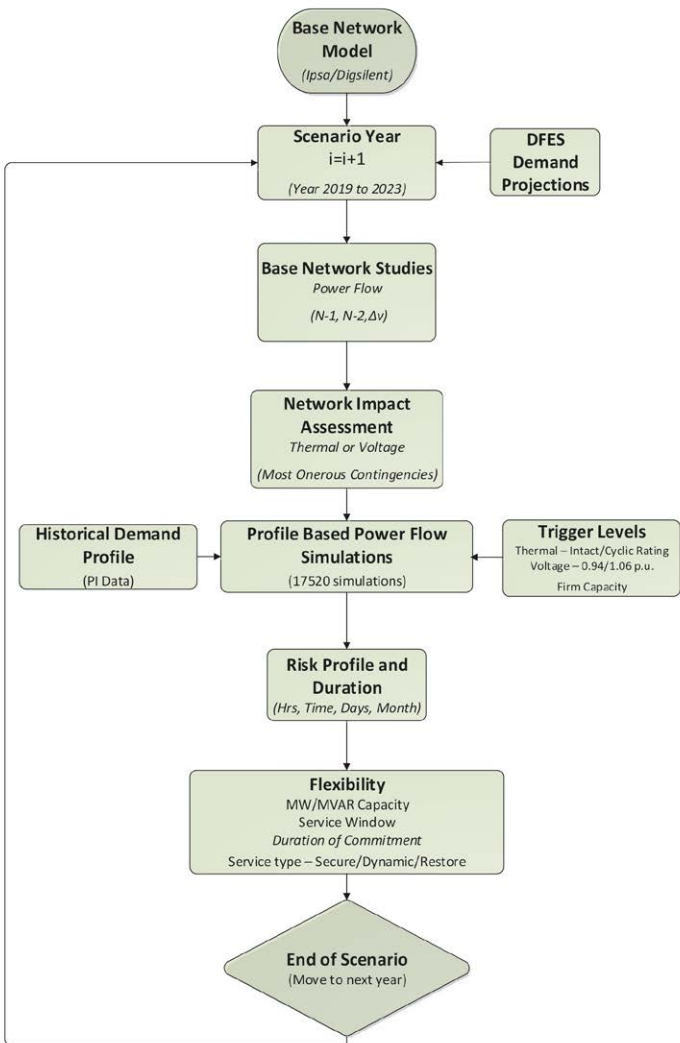 Base Network
Model
(Ipsa/Digsilent)
Scenario Year
i=i+1
(Year 2019 to 2023)
DFES
Demand
Projections
Base Network Studies
Power Flow
(N-1, N-2,Δv)
Network Impact
Assessment
Thermal or Voltage
(Most Onerous Contingencies)
Historical Demand
Profile
(PI Data)
Profile Based Power Flow
Simulations
(17520 simulations)
Trigger Levels
Thermal – Intact/Cyclic Rating
Voltage – 0.94/1.06 p.u.
Firm Capacity
Risk Profile and
Duration
(Hrs, Time, Days, Month)
Flexibility
MW/MVAR Capacity
Service Window
Duration of Commitment
Service type – Secure/Dynamic/Restore
End of Scenario
(Move to next year)